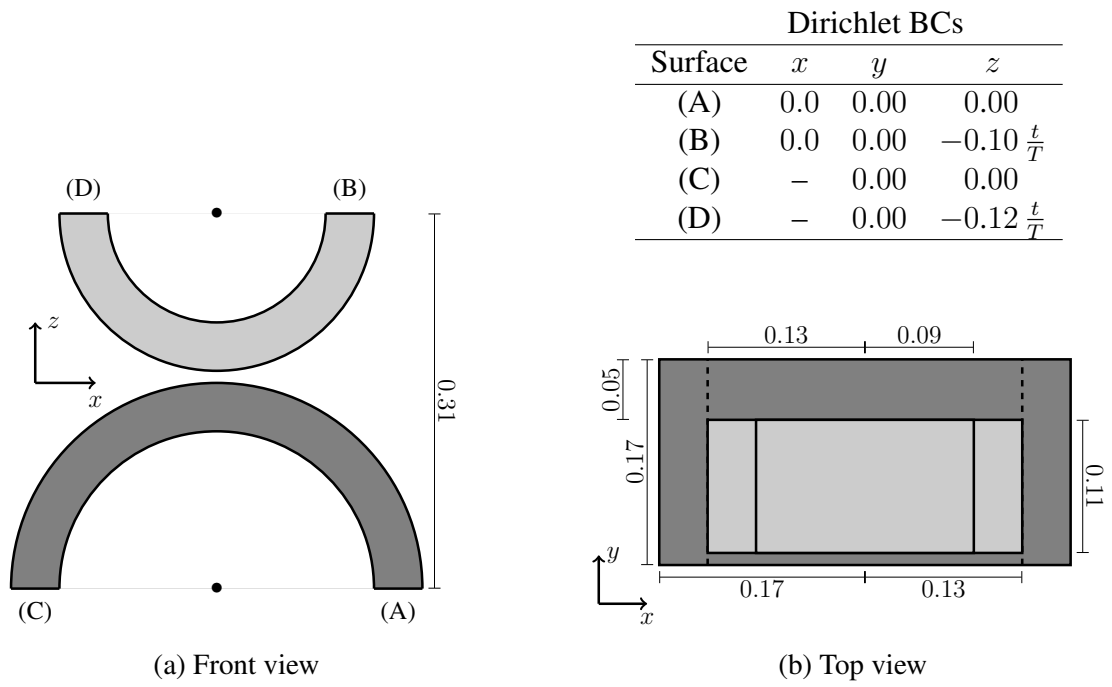 Dirichlet BCs
Surface x y z
(A) 0.0 0.00 0.00
(B) 0.0 0.00 −0.10 t/T
(C) – 0.00 0.00
(D) – 0.00 −0.12 t/T
(D) (B)
z
x
0.31
(C) (A)
(a) Front view
0.13 0.09
0.05
0.17
0.11
y
x
0.17 0.13
(b) Top view